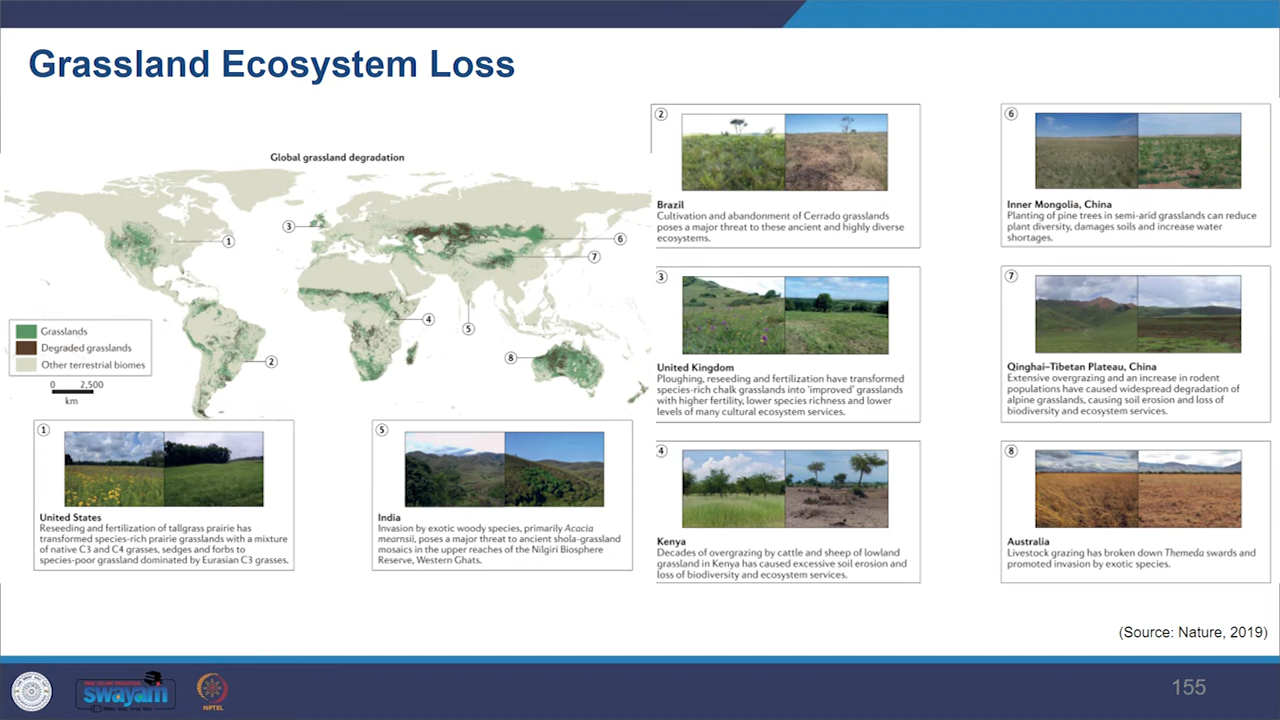 Grassland Ecosystem Loss
Global grassland degradation
1
2
3
4
5
6
7
8
Grasslands
Degraded grasslands
Other terrestrial biomes
0 2,500
km
1
United States
Reseeding and fertilization of tallgrass prairie has
transformed species-rich prairie grasslands with a mixture
of native C3 and C4 grasses, sedges and forbs to
species-poor grassland dominated by Eurasian C3 grasses.
5
India
Invasion by exotic woody species, primarily Acacia
mearnsii, poses a major threat to ancient shola-grassland
mosaics in the upper reaches of the Nilgiri Biosphere
Reserve, Western Ghats.
2
Brazil
Cultivation and abandonment of Cerrado grasslands
poses a major threat to these ancient and highly diverse
ecosystems.
3
United Kingdom
Ploughing, reseeding and fertilization have transformed
species-rich chalk grasslands into 'improved' grasslands
with higher fertility, lower species richness and lower
levels of many cultural ecosystem services.
4
Kenya
Decades of overgrazing by cattle and sheep of lowland
grassland in Kenya has caused excessive soil erosion and
loss of biodiversity and ecosystem services.
6
Inner Mongolia, China
Planting of pine trees in semi-arid grasslands can reduce
plant diversity, damages soils and increase water
shortages.
7
Qinghai–Tibetan Plateau, China
Extensive overgrazing and an increase in rodent
populations have caused widespread degradation of
alpine grasslands, causing soil erosion and loss of
biodiversity and ecosystem services.
8
Australia
Livestock grazing has broken down Themeda swards and
promoted invasion by exotic species.
(Source: Nature, 2019)
swayam
NPTEL
155